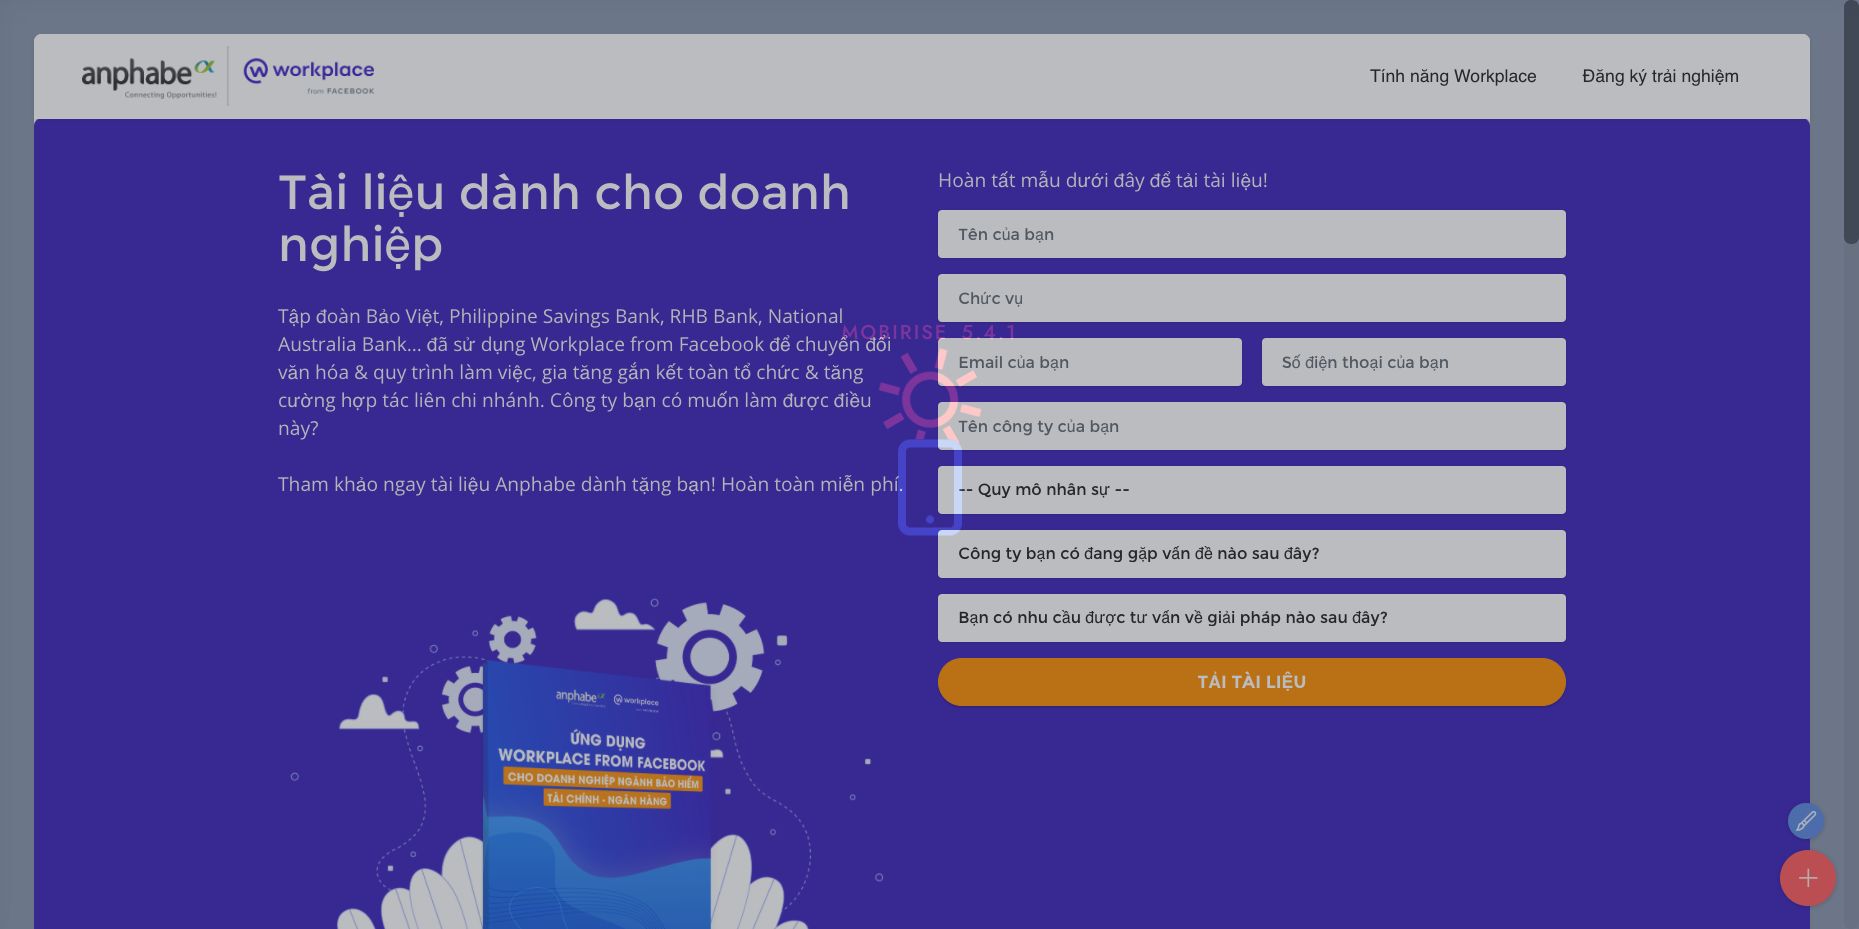 anphabe
Connecting Opportunities!
workplace
from FACEBOOK
Tính năng Workplace
Đăng ký trải nghiệm
Tài liệu dành cho doanh
nghiệp
Tập đoàn Bảo Việt, Philippine Savings Bank, RHB Bank, National
Australia Bank... đã sử dụng Workplace from Facebook để chuyển đổi
văn hóa & quy trình làm việc, gia tăng gắn kết toàn tổ chức & tăng
cường hợp tác liên chi nhánh. Công ty bạn có muốn làm được điều
này?
Tham khảo ngay tài liệu Anphabe dành tặng bạn! Hoàn toàn miễn phí.
MOBIRISE 5.4.1
Hoàn tất mẫu dưới đây để tải tài liệu!
Tên của bạn
Chức vụ
Email của bạn
Số điện thoại của bạn
Tên công ty của bạn
-- Quy mô nhân sự --
Công ty bạn có đang gặp vấn đề nào sau đây?
Bạn có nhu cầu được tư vấn về giải pháp nào sau đây?
TẢI TÀI LIỆU
anphabe
workplace
ỨNG DỤNG
WORKPLACE FROM FACEBOOK
CHO DOANH NGHIỆP NGÀNH BẢO HIỂM
TÀI CHÍNH - NGÂN HÀNG